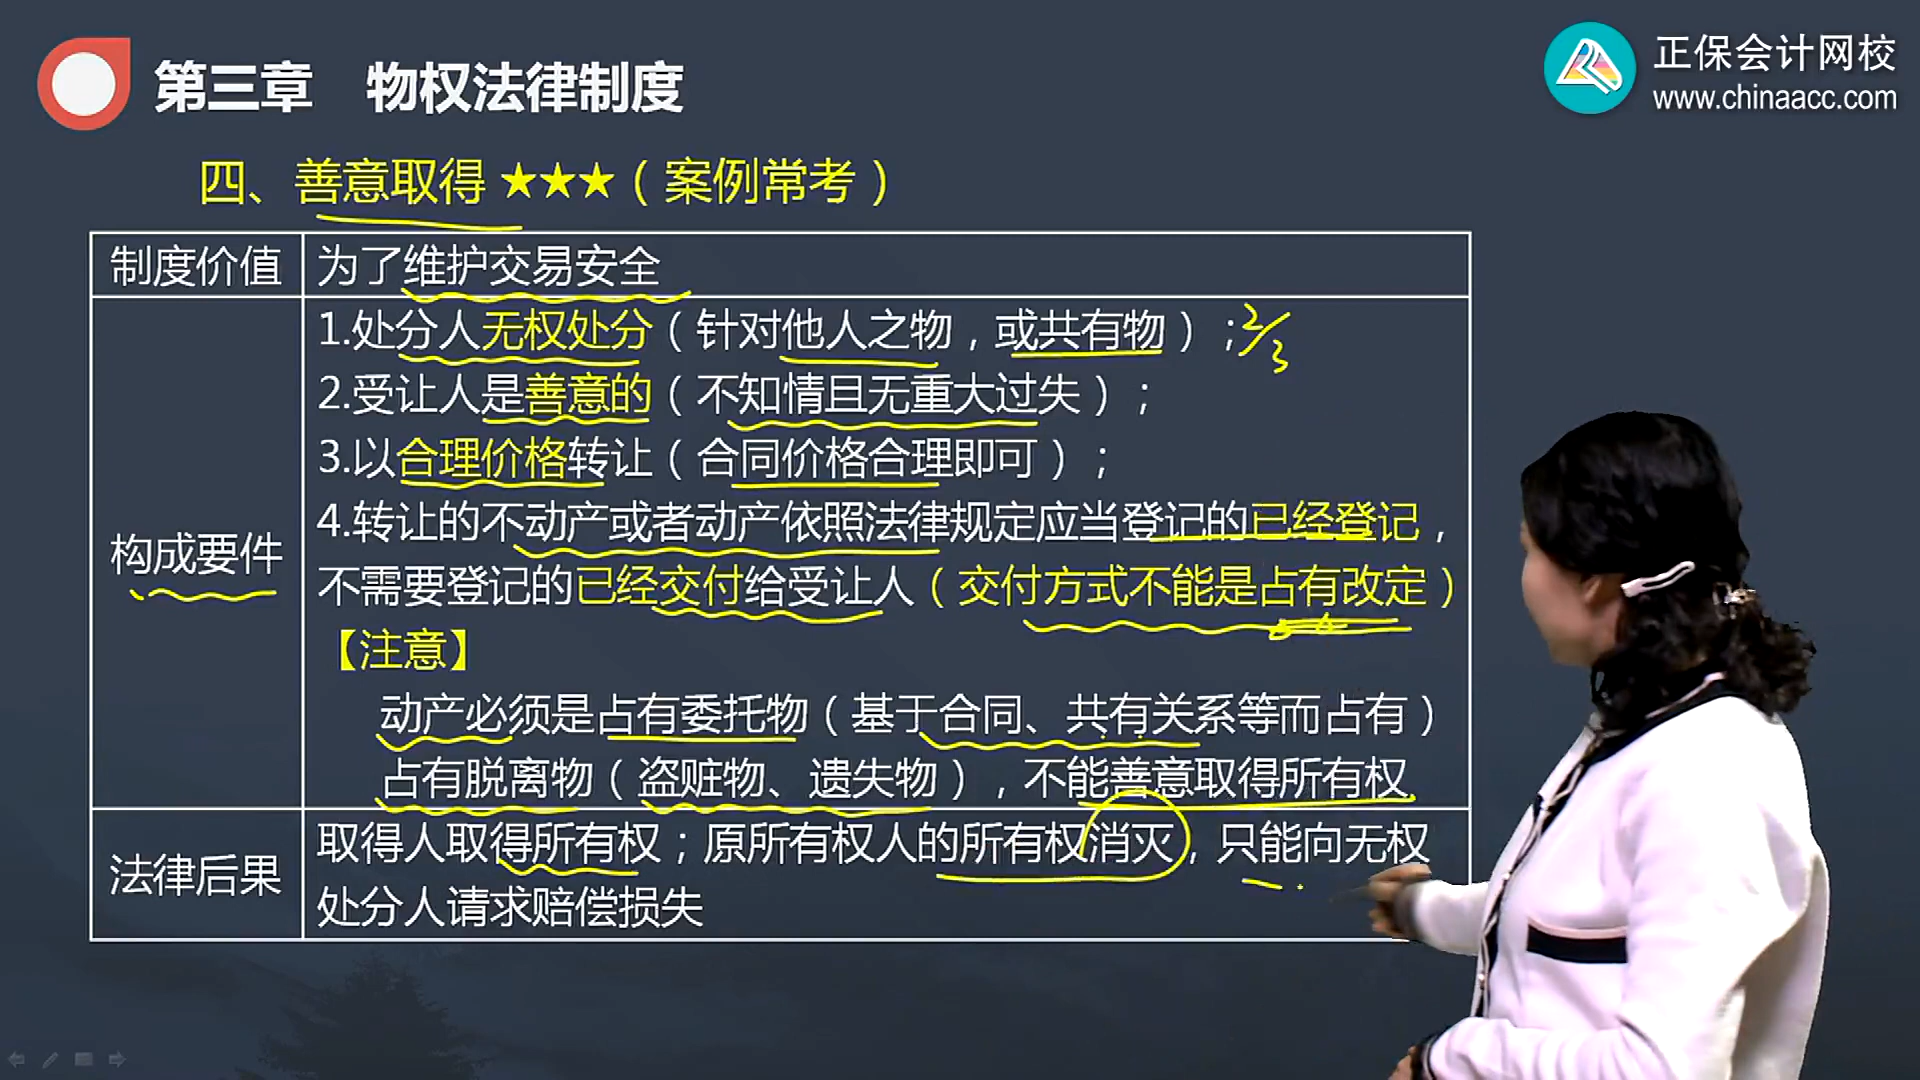 第三章 物权法律制度
正保会计网校
www.chinaacc.com
四、善意取得★★★（案例常考）
制度价值
为了维护交易安全
构成要件
1.处分人无权处分（针对他人之物，或共有物）；2/3
2.受让人是善意的（不知情且无重大过失）；
3.以合理价格转让（合同价格合理即可）；
4.转让的不动产或者动产依照法律规定应当登记的已经登记，
不需要登记的已经交付给受让人（交付方式不能是占有改定）
【注意】
动产必须是占有委托物（基于合同、共有关系等而占有）
占有脱离物（盗赃物、遗失物），不能善意取得所有权.
法律后果
取得人取得所有权；原所有权人的所有权消灭，只能向无权
处分人请求赔偿损失